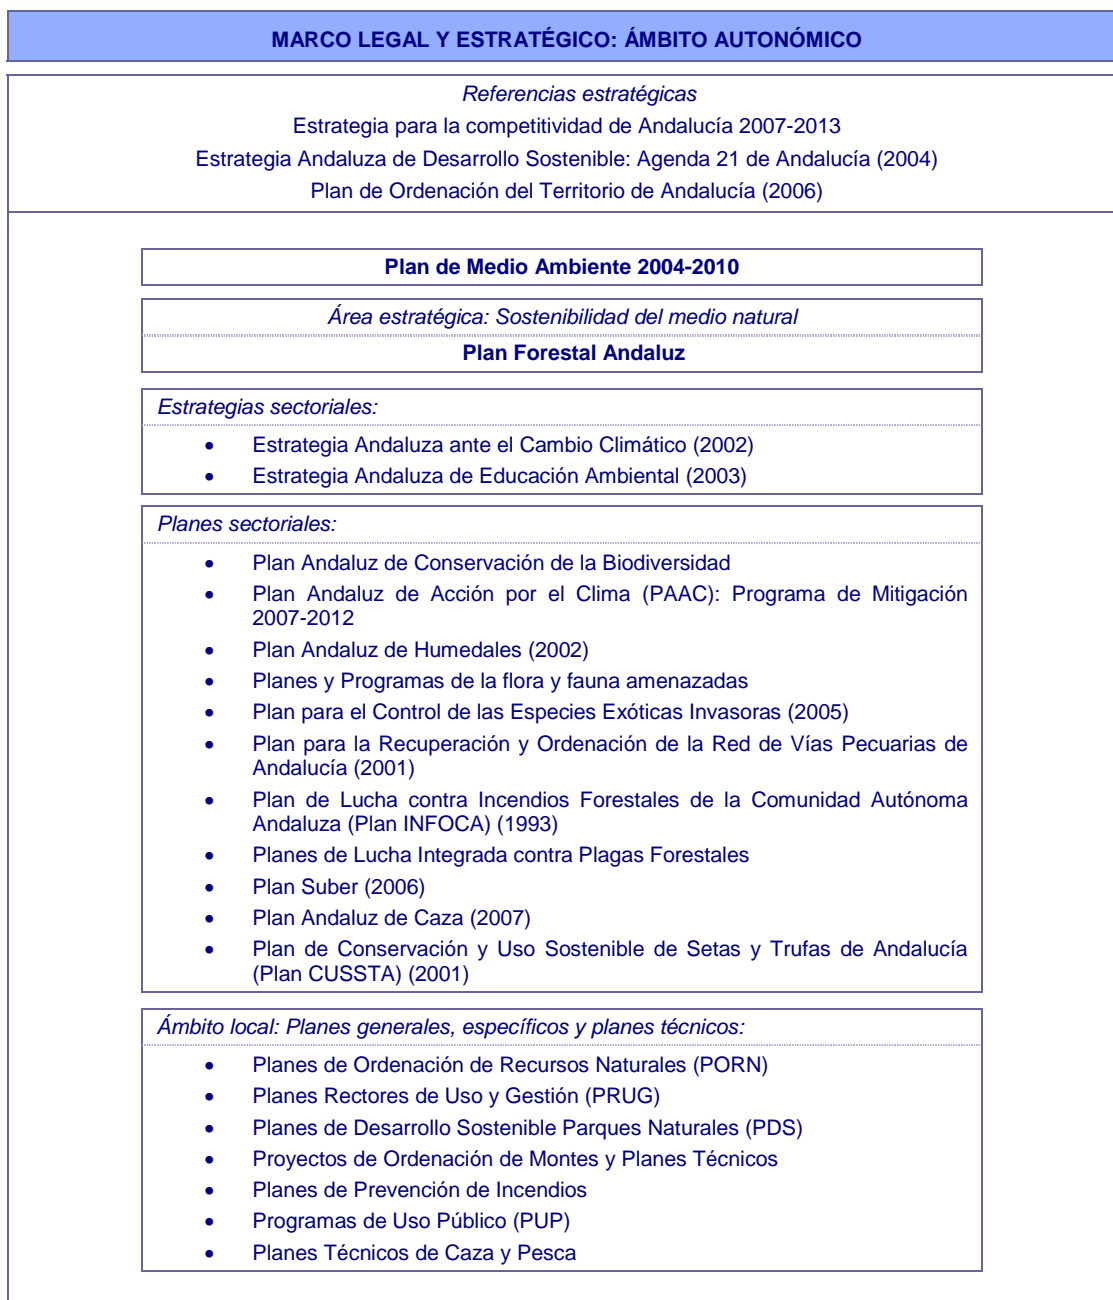 MARCO LEGAL Y ESTRATÉGICO: ÁMBITO AUTONÓMICO
Referencias estratégicas
Estrategia para la competitividad de Andalucía 2007-2013
Estrategia Andaluza de Desarrollo Sostenible: Agenda 21 de Andalucía (2004)
Plan de Ordenación del Territorio de Andalucía (2006)
Plan de Medio Ambiente 2004-2010
Área estratégica: Sostenibilidad del medio natural
Plan Forestal Andaluz
Estrategias sectoriales:
• Estrategia Andaluza ante el Cambio Climático (2002)
• Estrategia Andaluza de Educación Ambiental (2003)
Planes sectoriales:
• Plan Andaluz de Conservación de la Biodiversidad
• Plan Andaluz de Acción por el Clima (PAAC): Programa de Mitigación
2007-2012
• Plan Andaluz de Humedales (2002)
• Planes y Programas de la flora y fauna amenazadas
• Plan para el Control de las Especies Exóticas Invasoras (2005)
• Plan para la Recuperación y Ordenación de la Red de Vías Pecuarias de
Andalucía (2001)
• Plan de Lucha contra Incendios Forestales de la Comunidad Autónoma
Andaluza (Plan INFOCA) (1993)
• Planes de Lucha Integrada contra Plagas Forestales
• Plan Suber (2006)
• Plan Andaluz de Caza (2007)
• Plan de Conservación y Uso Sostenible de Setas y Trufas de Andalucía
(Plan CUSSTA) (2001)
Ámbito local: Planes generales, específicos y planes técnicos:
• Planes de Ordenación de Recursos Naturales (PORN)
• Planes Rectores de Uso y Gestión (PRUG)
• Planes de Desarrollo Sostenible Parques Naturales (PDS)
• Proyectos de Ordenación de Montes y Planes Técnicos
• Planes de Prevención de Incendios
• Programas de Uso Público (PUP)
• Planes Técnicos de Caza y Pesca